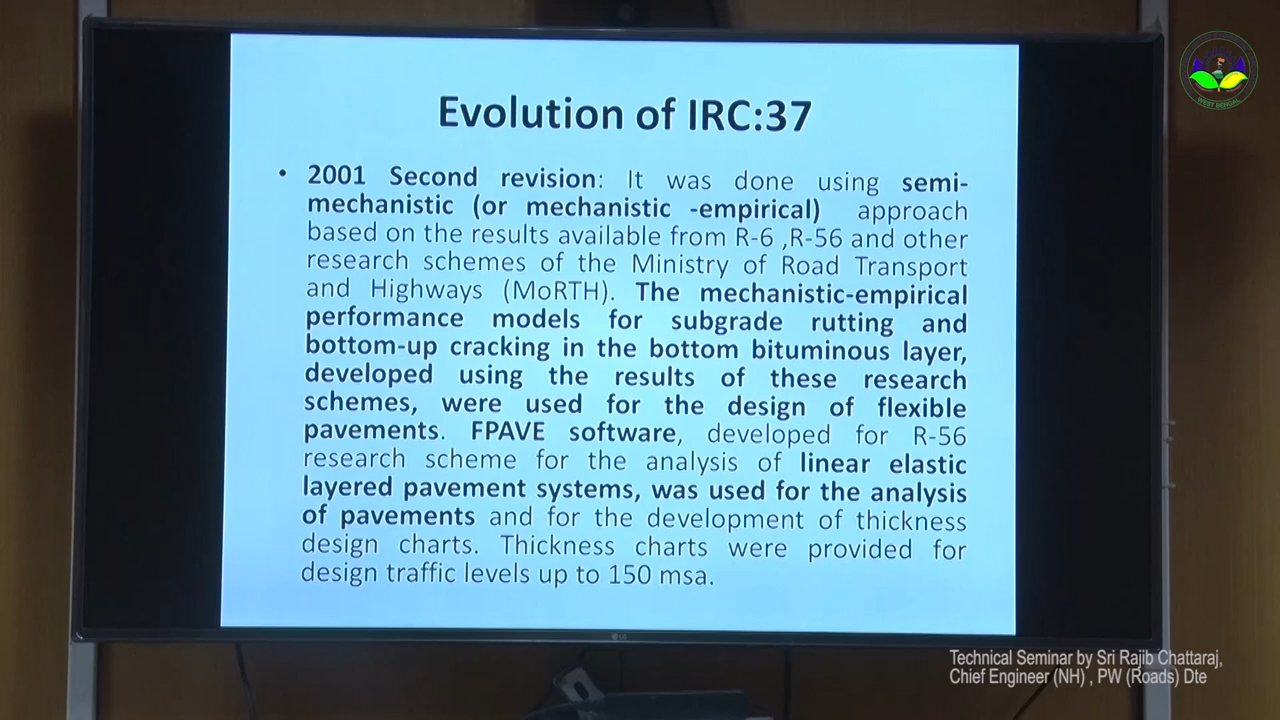 Evolution of IRC:37
• 2001 Second revision: It was done using semi-
mechanistic (or mechanistic -empirical) approach
based on the results available from R-6 ,R-56 and other
research schemes of the Ministry of Road Transport
and Highways (MoRTH). The mechanistic-empirical
performance models for subgrade rutting and
bottom-up cracking in the bottom bituminous layer,
developed using the results of these research
schemes, were used for the design of flexible
pavements. FPAVE software, developed for R-56
research scheme for the analysis of linear elastic
layered pavement systems, was used for the analysis
of pavements and for the development of thickness
design charts. Thickness charts were provided for
design traffic levels up to 150 msa.
LG
WEST BENGAL
Technical Seminar by Sri Rajib Chattaraj,
Chief Engineer (NH) , PW (Roads) Dte